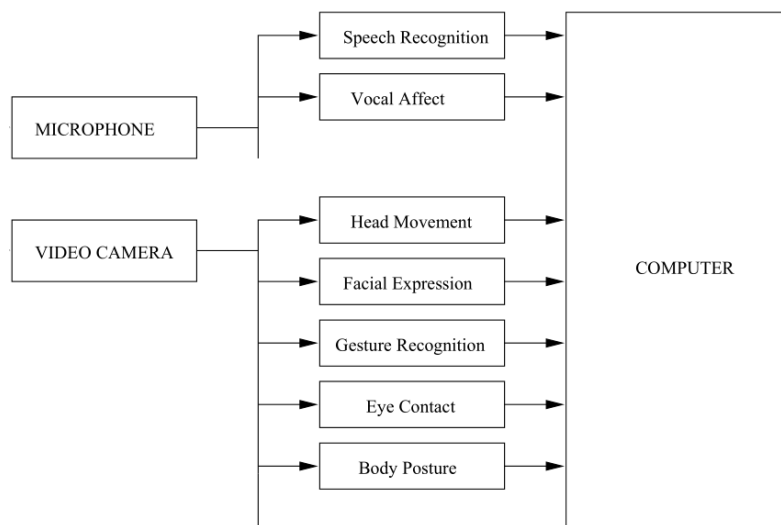 Speech Recognition
Vocal Affect
MICROPHONE
Head Movement
VIDEO CAMERA
Facial Expression
COMPUTER
Gesture Recognition
Eye Contact
Body Posture